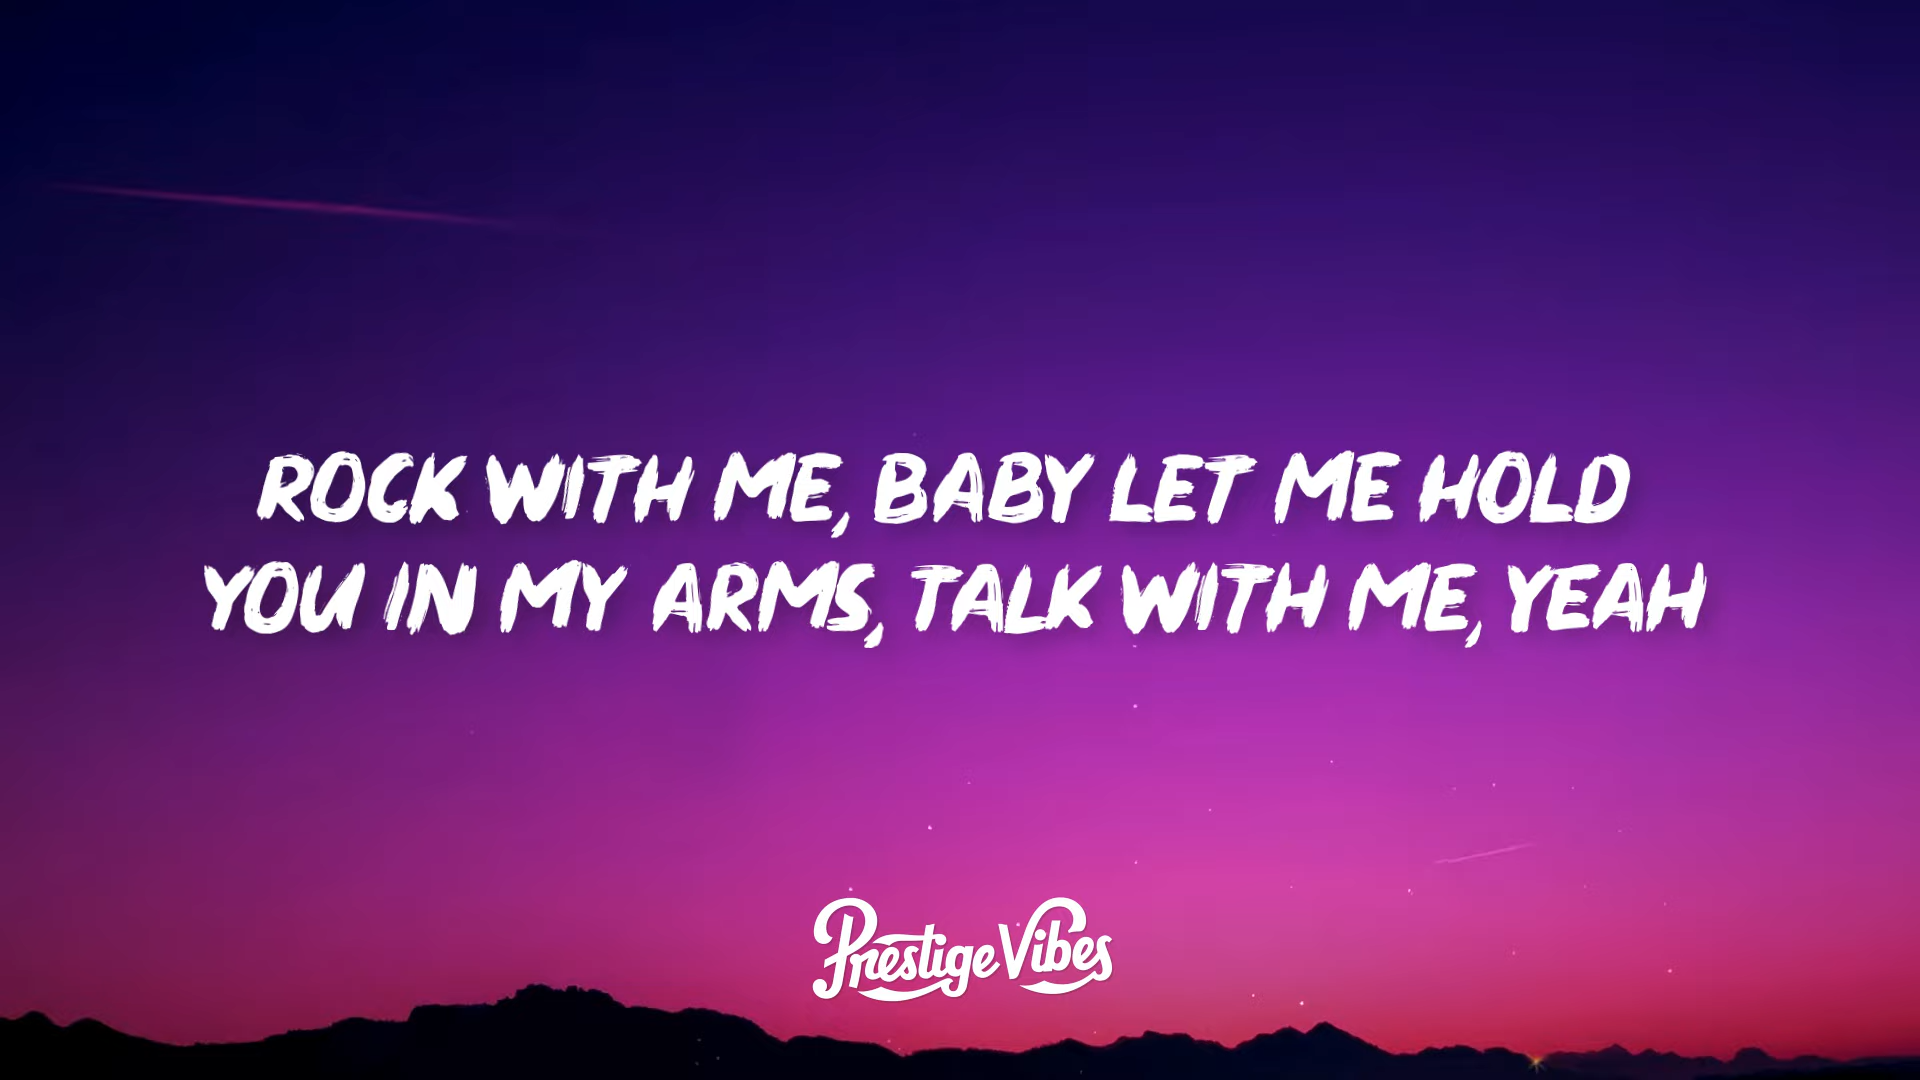 ROCK WITH ME, BABY LET ME HOLD
YOU IN MY ARMS, TALK WITH ME, YEAH
Prestige Vibes